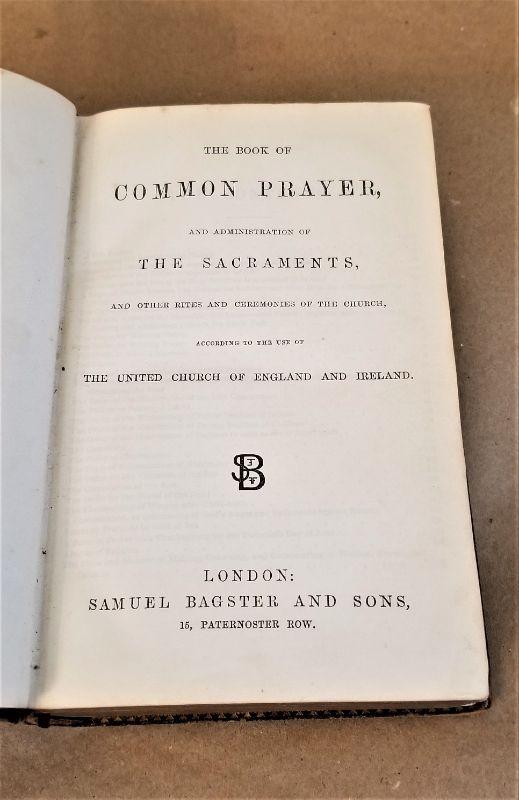 THE BOOK OF
COMMON PRAYER,
AND ADMINISTRATION OF
THE SACRAMENTS,
AND OTHER RITES AND CEREMONIES OF THE CHURCH,
ACCORDING TO THE USE OF
THE UNITED CHURCH OF ENGLAND AND IRELAND.
SB
LONDON:
SAMUEL BAGSTER AND SONS,
15, PATERNOSTER ROW.